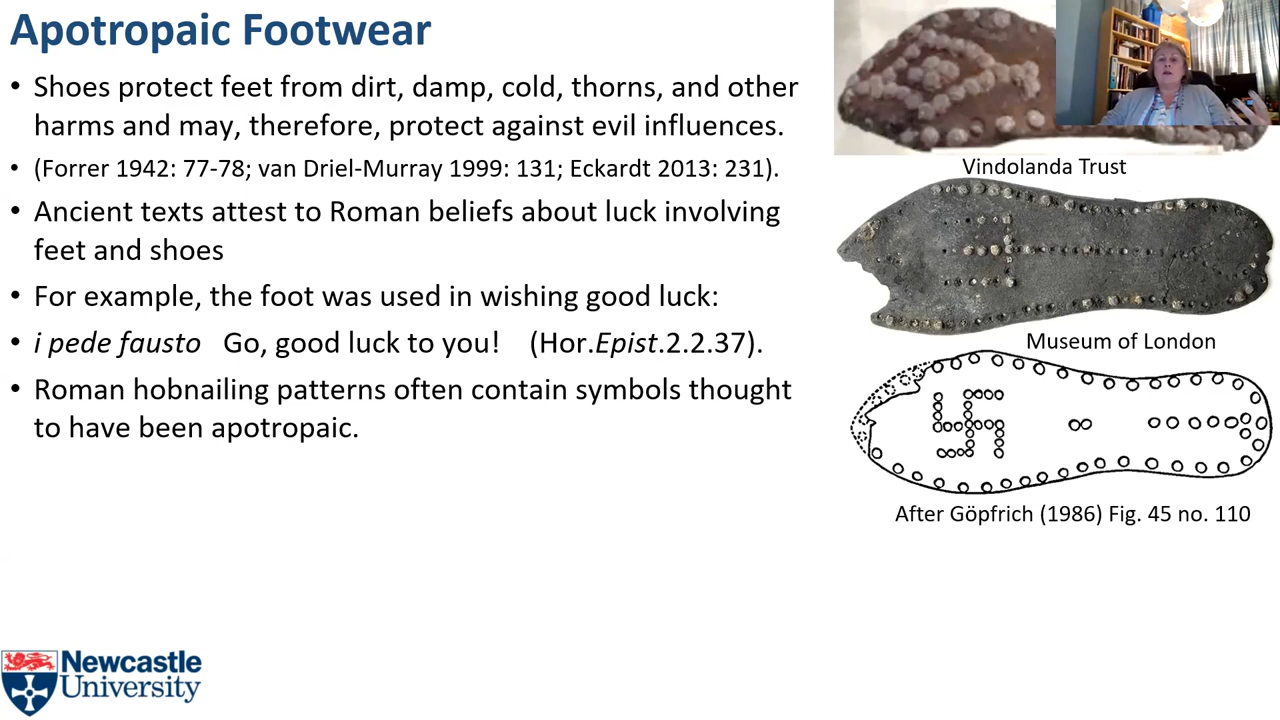 Apotropaic Footwear
• Shoes protect feet from dirt, damp, cold, thorns, and other
harms and may, therefore, protect against evil influences.
• (Forrer 1942: 77-78; van Driel-Murray 1999: 131; Eckardt 2013: 231).
• Ancient texts attest to Roman beliefs about luck involving
feet and shoes
• For example, the foot was used in wishing good luck:
• i pede fausto Go, good luck to you! (Hor.Epist.2.2.37).
• Roman hobnailing patterns often contain symbols thought
to have been apotropaic.
Vindolanda Trust
Museum of London
After Göpfrich (1986) Fig. 45 no. 110
Newcastle
University